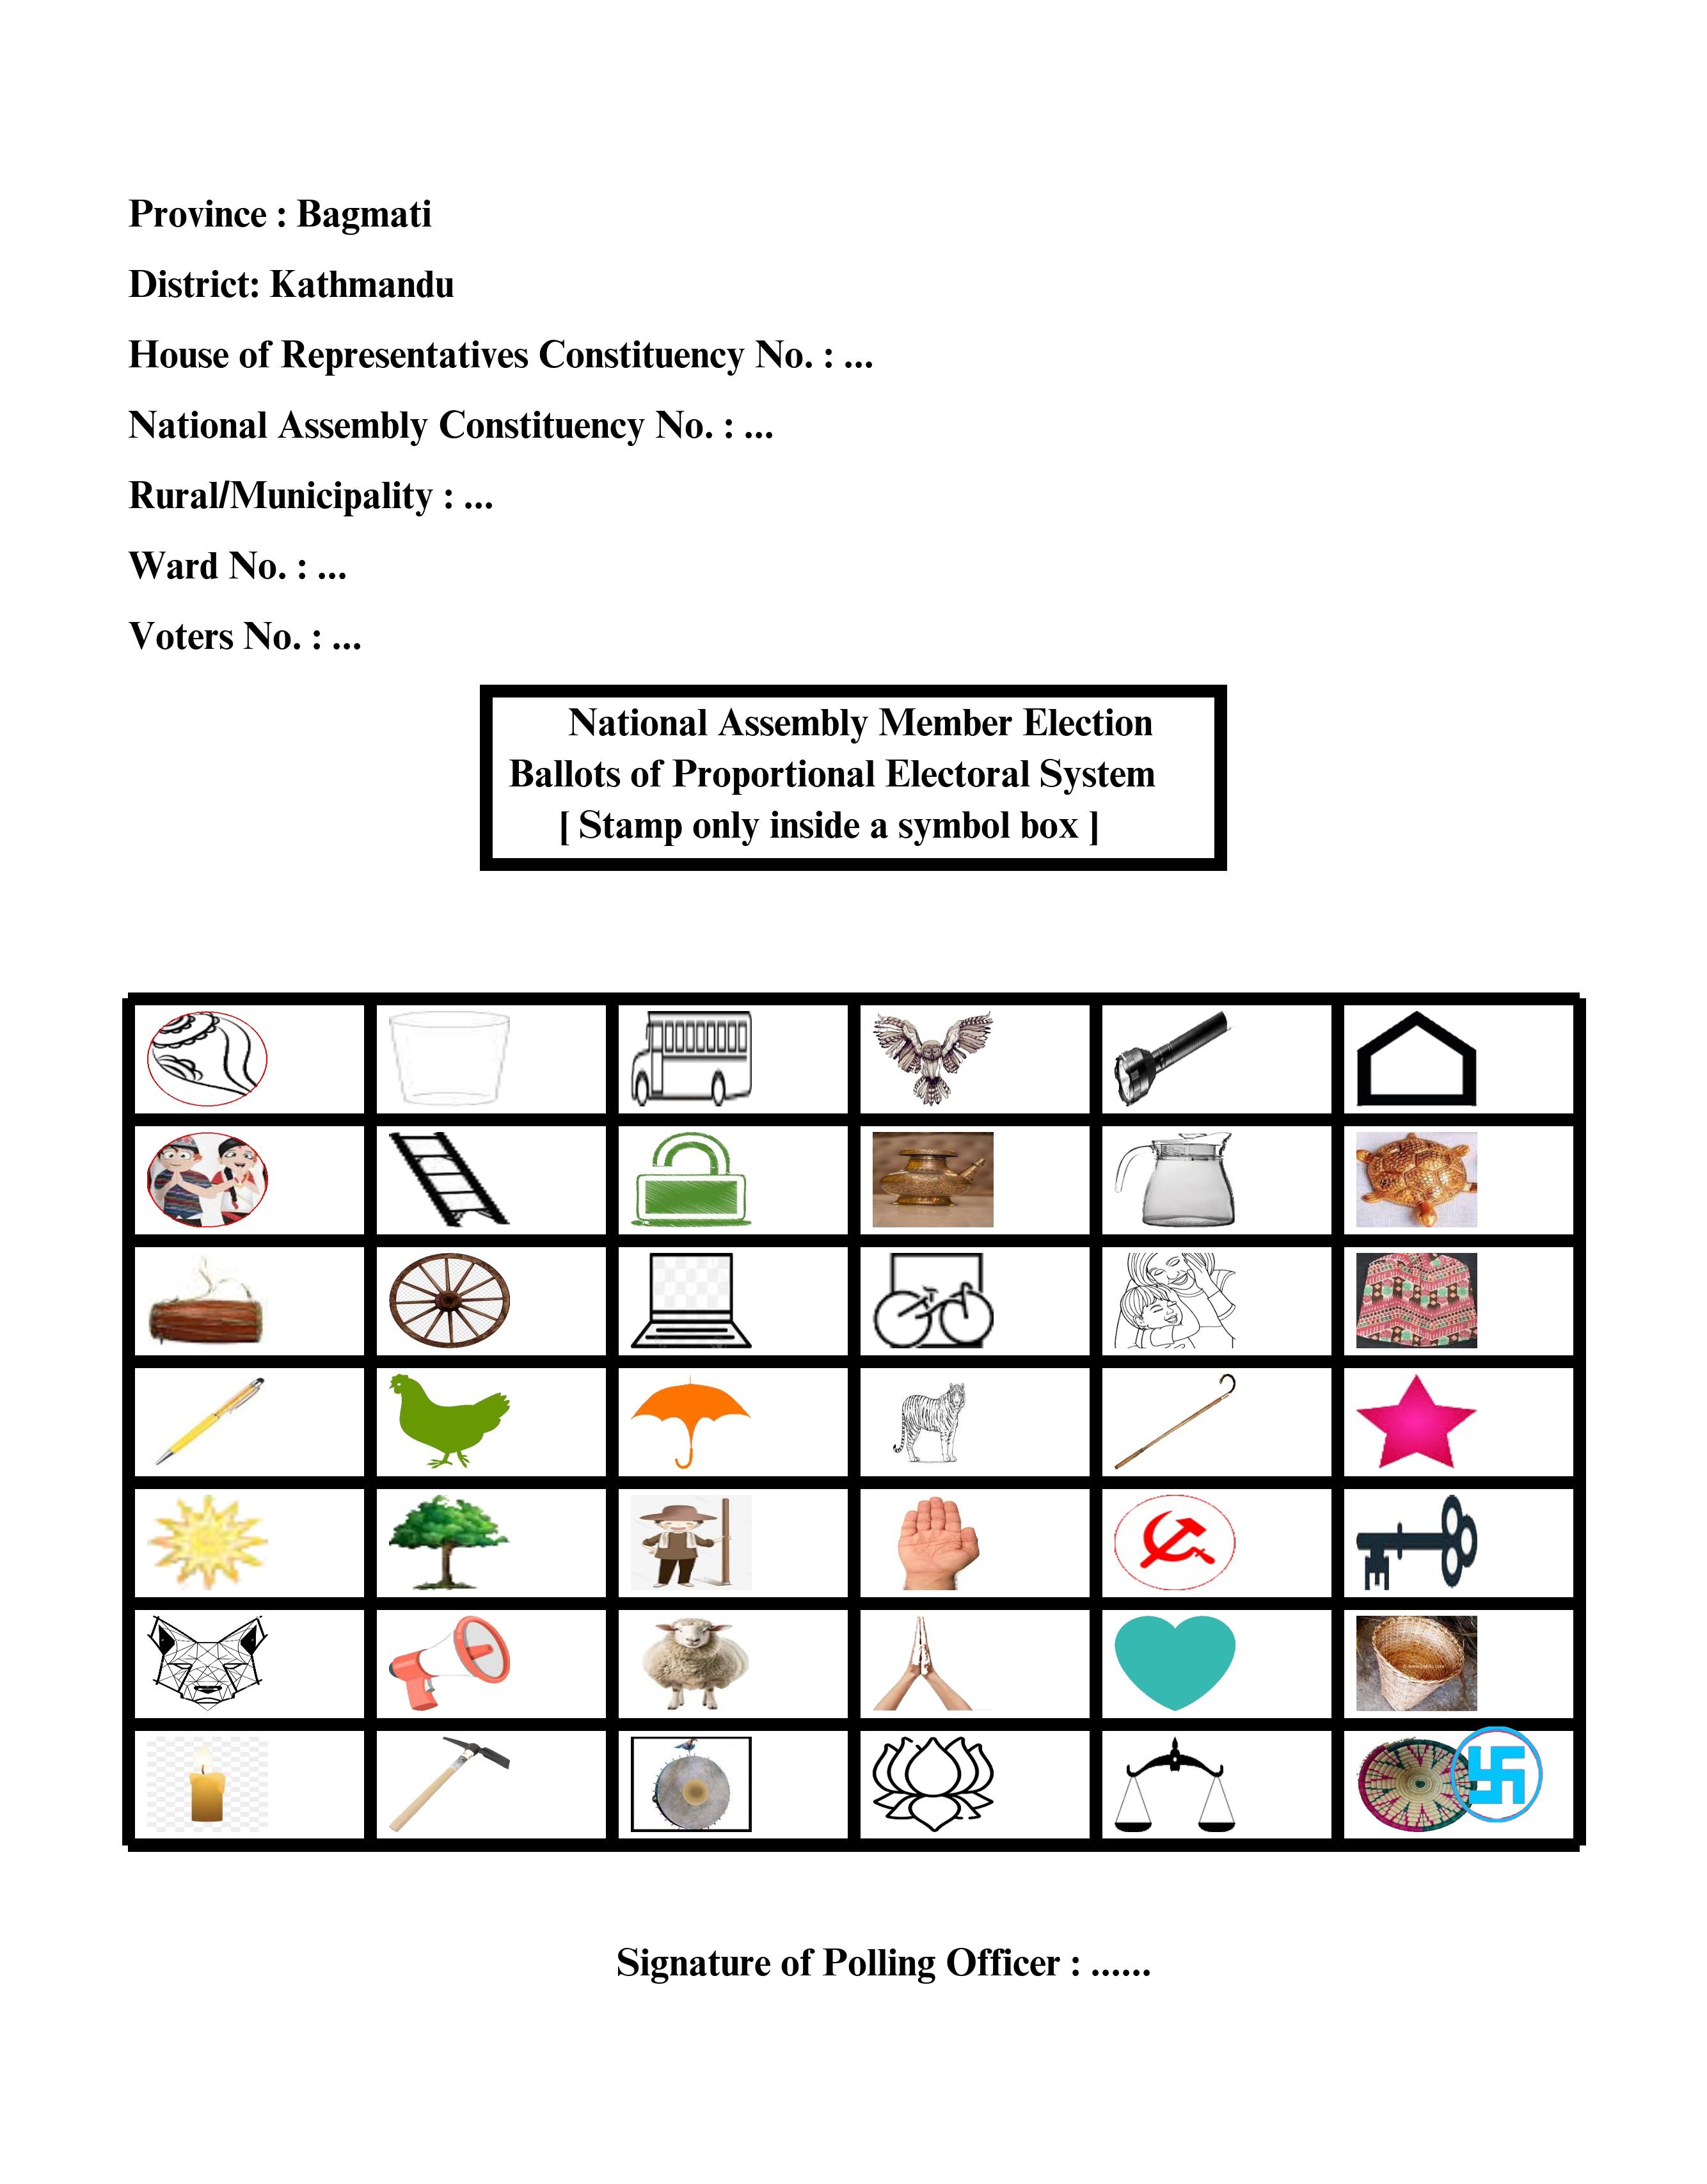 Province : Bagmati
District: Kathmandu
House of Representatives Constituency No. : ...
National Assembly Constituency No. : ...
Rural/Municipality : ...
Ward No. : ...
Voters No. : ...
National Assembly Member Election
Ballots of Proportional Electoral System
[ Stamp only inside a symbol box ]
Signature of Polling Officer : ......